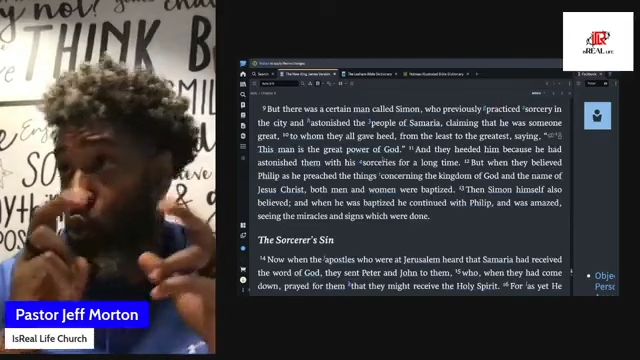 not?
THINK B
SMIL
Pastor Jeff Morton
IsReal Life Church
iSREAL LIFE
Search
The New King James Version
The Lexham Bible Dictionary
Holman Illustrated Bible Dictionary
Factbook
9 But there was a certain man called Simon, who previously practiced sorcery in
the city and astonished the people of Samaria, claiming that he was someone
great, 10 to whom they all gave heed, from the least to the greatest, saying, “
This man is the great power of God.” 11 And they heeded him because he had
astonished them with his sorceries for a long time. 12 But when they believed
Philip as he preached the things concerning the kingdom of God and the name of
Jesus Christ, both men and women were baptized. 13 Then Simon himself also
believed; and when he was baptized he continued with Philip, and was amazed,
seeing the miracles and signs which were done.
The Sorcerer’s Sin
14 Now when the apostles who were at Jerusalem heard that Samaria had received
the word of God, they sent Peter and John to them, 15 who, when they had come
down, prayed for them that they might receive the Holy Spirit. 16 For as yet He
• Objec
Perso